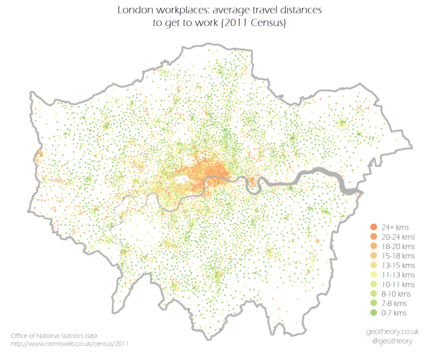 London workplaces: average travel distances
to get to work (2011 Census)
24+ kms
20-24 kms
18-20 kms
15-18 kms
13-15 kms
11-13 kms
10-11 kms
8-10 kms
7-8 kms
0-7 kms
Office of National Statistics data
http://www.nomisweb.co.uk/census/2011
geotheory.co.uk
@geotheory